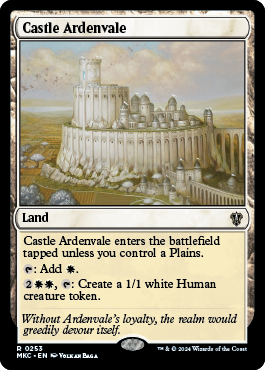 Castle Ardenvale
Land
Castle Ardenvale enters the battlefield
tapped unless you control a Plains.
: Add .
2, : Create a 1/1 white Human
creature token.
Without Ardenvale's loyalty, the realm would
greedily devour itself.
R 0253
MKC • EN Volkan Baga
™ & © 2024 Wizards of the Coast